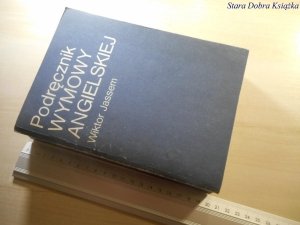 Stara Dobra Książka
Podręcznik
WYMOWY
ANGIELSKIEJ
Wiktor Jassem